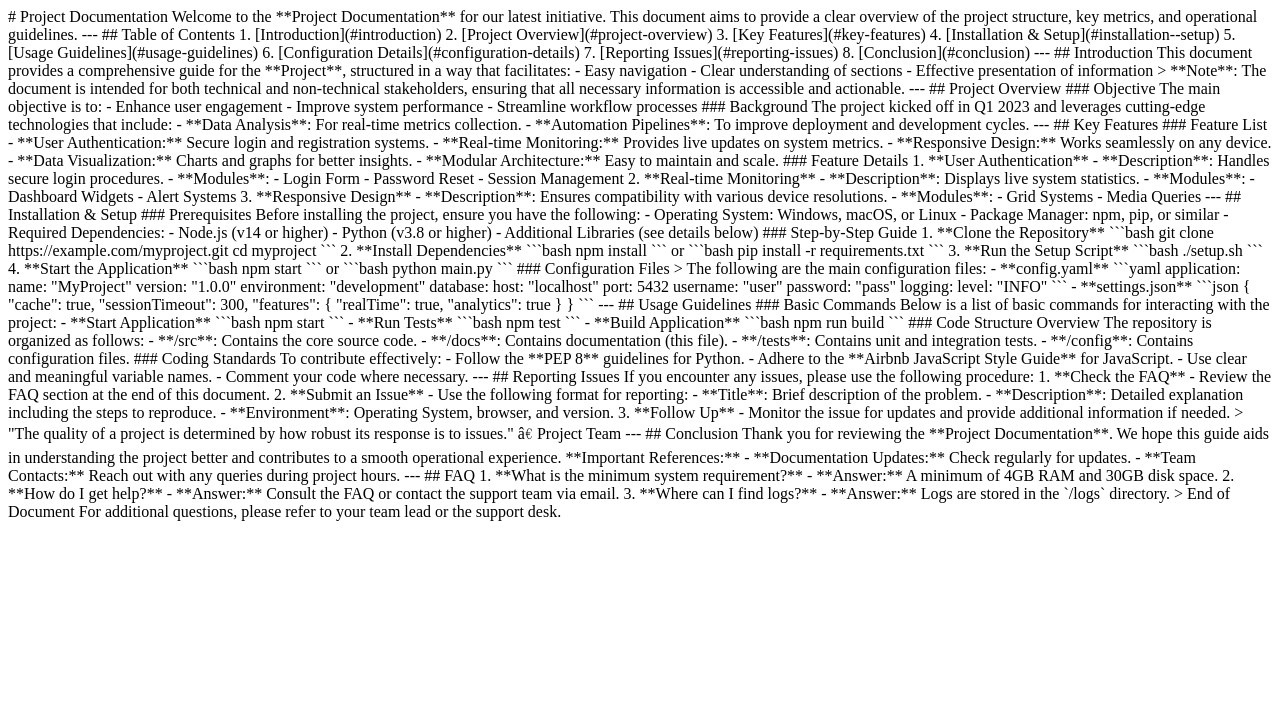 # Project Documentation Welcome to the **Project Documentation** for our latest initiative. This document aims to provide a clear overview of the project structure, key metrics, and operational
guidelines. --- ## Table of Contents 1. [Introduction](#introduction) 2. [Project Overview](#project-overview) 3. [Key Features](#key-features) 4. [Installation & Setup](#installation--setup) 5.
[Usage Guidelines](#usage-guidelines) 6. [Configuration Details](#configuration-details) 7. [Reporting Issues](#reporting-issues) 8. [Conclusion](#conclusion) --- ## Introduction This document
provides a comprehensive guide for the **Project**, structured in a way that facilitates: - Easy navigation - Clear understanding of sections - Effective presentation of information > **Note**: The
document is intended for both technical and non-technical stakeholders, ensuring that all necessary information is accessible and actionable. --- ## Project Overview ### Objective The main
objective is to: - Enhance user engagement - Improve system performance - Streamline workflow processes ### Background The project kicked off in Q1 2023 and leverages cutting-edge
technologies that include: - **Data Analysis**: For real-time metrics collection. - **Automation Pipelines**: To improve deployment and development cycles. --- ## Key Features ### Feature List
- **User Authentication:** Secure login and registration systems. - **Real-time Monitoring:** Provides live updates on system metrics. - **Responsive Design:** Works seamlessly on any device.
- **Data Visualization:** Charts and graphs for better insights. - **Modular Architecture:** Easy to maintain and scale. ### Feature Details 1. **User Authentication** - **Description**: Handles
secure login procedures. - **Modules**: - Login Form - Password Reset - Session Management 2. **Real-time Monitoring** - **Description**: Displays live system statistics. - **Modules**: -
Dashboard Widgets - Alert Systems 3. **Responsive Design** - **Description**: Ensures compatibility with various device resolutions. - **Modules**: - Grid Systems - Media Queries --- ##
Installation & Setup ### Prerequisites Before installing the project, ensure you have the following: - Operating System: Windows, macOS, or Linux - Package Manager: npm, pip, or similar -
Required Dependencies: - Node.js (v14 or higher) - Python (v3.8 or higher) - Additional Libraries (see details below) ### Step-by-Step Guide 1. **Clone the Repository** ```bash git clone
https://example.com/myproject.git cd myproject ``` 2. **Install Dependencies** ```bash npm install ``` or ```bash pip install -r requirements.txt ``` 3. **Run the Setup Script** ```bash ./setup.sh ```
4. **Start the Application** ```bash npm start ``` or ```bash python main.py ``` ### Configuration Files > The following are the main configuration files: - **config.yaml** ```yaml application:
name: "MyProject" version: "1.0.0" environment: "development" database: host: "localhost" port: 5432 username: "user" password: "pass" logging: level: "INFO" ``` - **settings.json** ```json {
"cache": true, "sessionTimeout": 300, "features": { "realTime": true, "analytics": true } } ``` --- ## Usage Guidelines ### Basic Commands Below is a list of basic commands for interacting with the
project: - **Start Application** ```bash npm start ``` - **Run Tests** ```bash npm test ``` - **Build Application** ```bash npm run build ``` ### Code Structure Overview The repository is
organized as follows: - **/src**: Contains the core source code. - **/docs**: Contains documentation (this file). - **/tests**: Contains unit and integration tests. - **/config**: Contains
configuration files. ### Coding Standards To contribute effectively: - Follow the **PEP 8** guidelines for Python. - Adhere to the **Airbnb JavaScript Style Guide** for JavaScript. - Use clear
and meaningful variable names. - Comment your code where necessary. --- ## Reporting Issues If you encounter any issues, please use the following procedure: 1. **Check the FAQ** - Review the
FAQ section at the end of this document. 2. **Submit an Issue** - Use the following format for reporting: - **Title**: Brief description of the problem. - **Description**: Detailed explanation
including the steps to reproduce. - **Environment**: Operating System, browser, and version. 3. **Follow Up** - Monitor the issue for updates and provide additional information if needed. >
"The quality of a project is determined by how robust its response is to issues." â€ Project Team --- ## Conclusion Thank you for reviewing the **Project Documentation**. We hope this guide aids
in understanding the project better and contributes to a smooth operational experience. **Important References:** - **Documentation Updates:** Check regularly for updates. - **Team
Contacts:** Reach out with any queries during project hours. --- ## FAQ 1. **What is the minimum system requirement?** - **Answer:** A minimum of 4GB RAM and 30GB disk space. 2.
**How do I get help?** - **Answer:** Consult the FAQ or contact the support team via email. 3. **Where can I find logs?** - **Answer:** Logs are stored in the `/logs` directory. > End of
Document For additional questions, please refer to your team lead or the support desk.